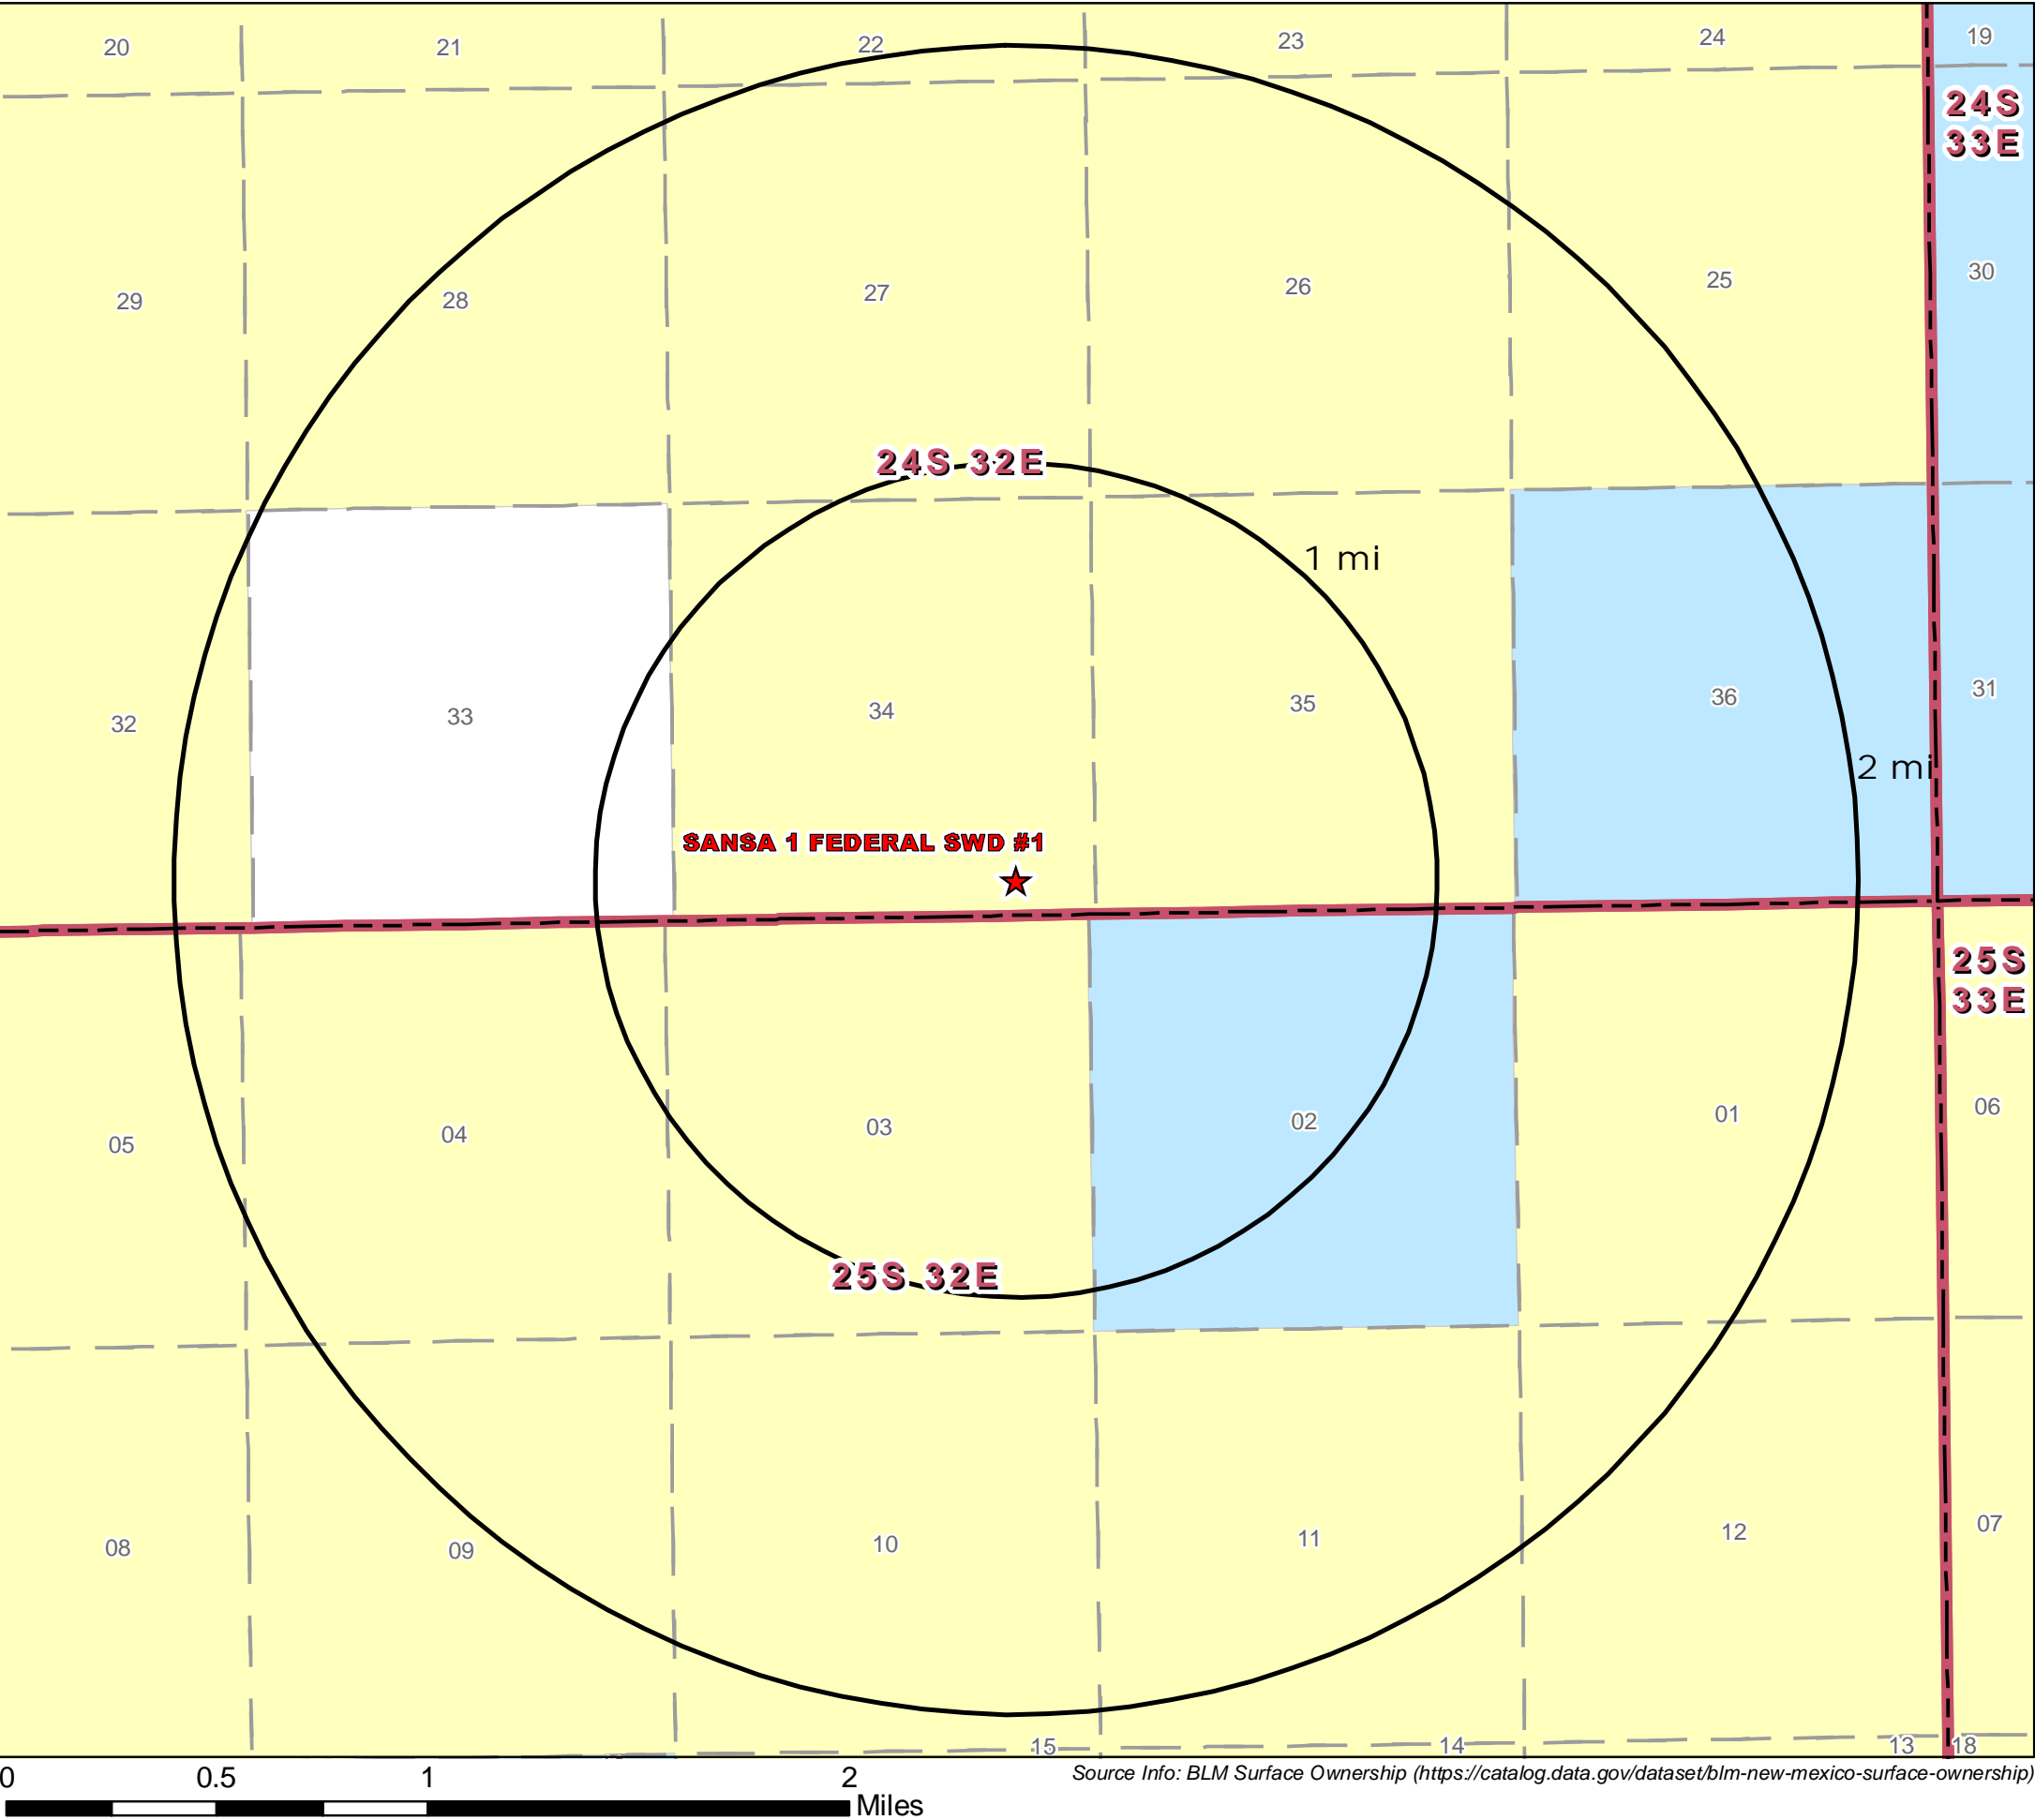 20 21 22 23 24 19
24S
33E
29 28 27 26 25 30
24S 32E
1 mi
32 33 34 35 36 31
2 mi
SANSA 1 FEDERAL SWD #1
25S
33E
05 04 03 02 01 06
25S 32E
08 09 10 11 12 07
15 14 13 18
0 0.5 1 2
Source Info: BLM Surface Ownership (https://catalog.data.gov/dataset/blm-new-mexico-surface-ownership)
Miles